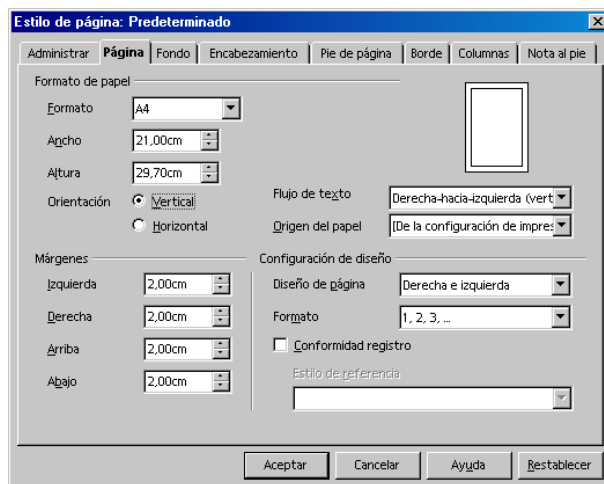 Estilo de página: Predeterminado
Administrar Página Fondo Encabezamiento Pie de página Borde Columnas Nota al pie
Formato de papel
Formato A4
Ancho 21,00cm
Altura 29,70cm
Orientación Vertical
Horizontal
Flujo de texto Derecha-hacia-izquierda (vert
Origen del papel [De la configuración de impres
Márgenes
Izquierda 2,00cm
Derecha 2,00cm
Arriba 2,00cm
Abajo 2,00cm
Configuración de diseño
Diseño de página Derecha e izquierda
Formato 1, 2, 3, ...
Conformidad registro
Estilo de referencia
Aceptar Cancelar Ayuda Restablecer